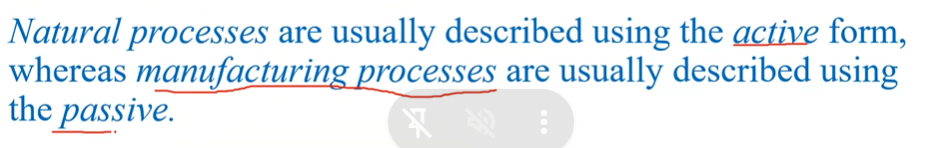 Natural processes are usually described using the active form,
whereas manufacturing processes are usually described using
the passive.